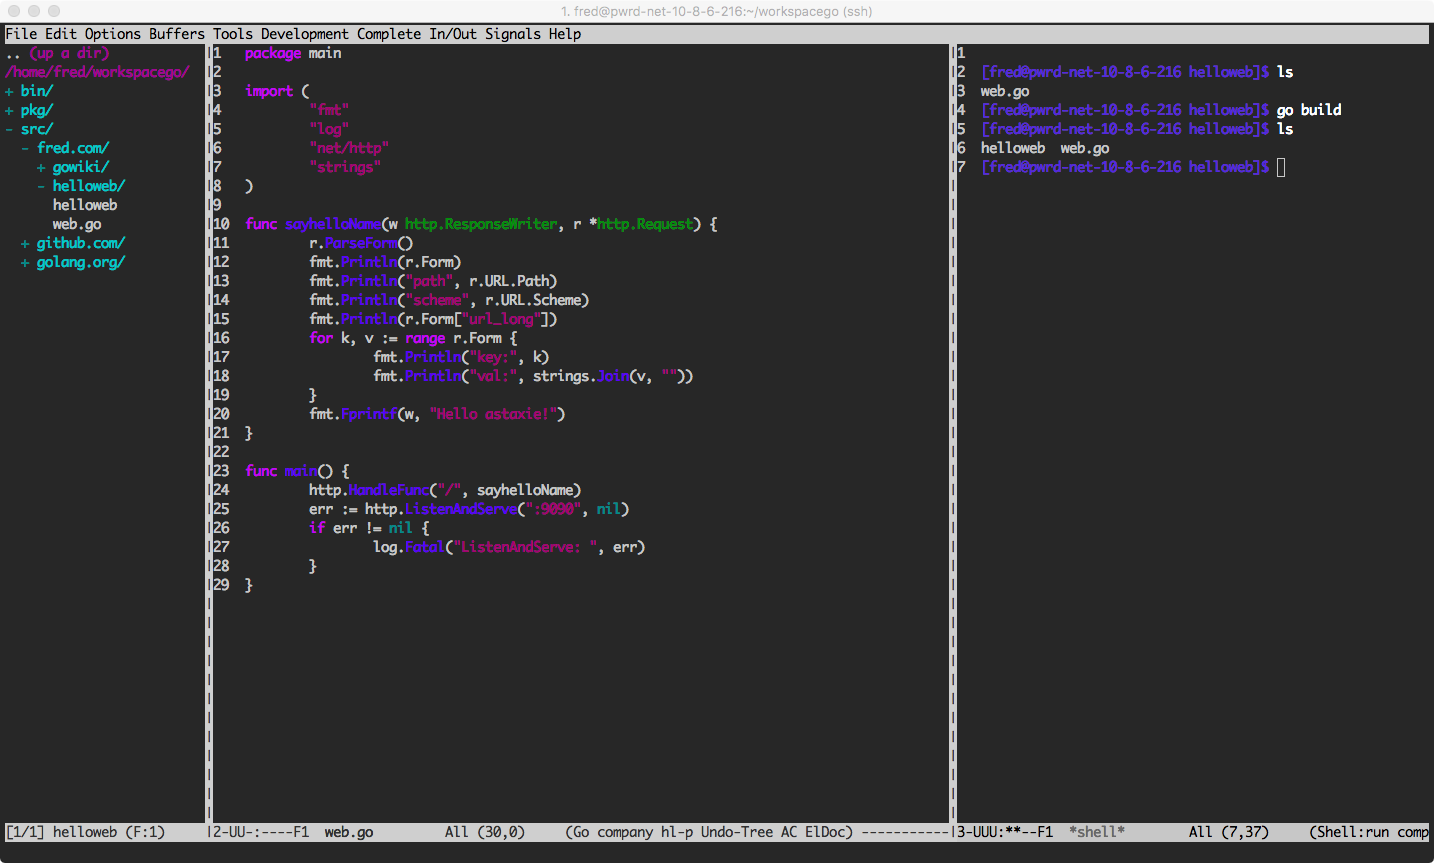 1. fred@pwrd-net-10-8-6-216:~/workspacego (ssh)
File Edit Options Buffers Tools Development Complete In/Out Signals Help
.. (up a dir)
/home/fred/workspacego/
+ bin/
+ pkg/
- src/
- fred.com/
+ gowiki/
- helloweb/
helloweb
web.go
+ github.com/
+ golang.org/
1 package main
2
3 import (
4 "fmt"
5 "log"
6 "net/http"
7 "strings"
8 )
9
10 func sayhelloName(w http.ResponseWriter, r *http.Request) {
11 r.ParseForm()
12 fmt.Println(r.Form)
13 fmt.Println("path", r.URL.Path)
14 fmt.Println("scheme", r.URL.Scheme)
15 fmt.Println(r.Form["url_long"])
16 for k, v := range r.Form {
17 fmt.Println("key:", k)
18 fmt.Println("val:", strings.Join(v, ""))
19 }
20 fmt.Fprintf(w, "Hello astaxie!")
21 }
22
23 func main() {
24 http.HandleFunc("/", sayhelloName)
25 err := http.ListenAndServe(":9090", nil)
26 if err != nil {
27 log.Fatal("ListenAndServe: ", err)
28 }
29 }
1
2 [fred@pwrd-net-10-8-6-216 helloweb]$ ls
3 web.go
4 [fred@pwrd-net-10-8-6-216 helloweb]$ go build
5 [fred@pwrd-net-10-8-6-216 helloweb]$ ls
6 helloweb  web.go
7 [fred@pwrd-net-10-8-6-216 helloweb]$
[1/1] helloweb (F:1)
2-UU-:----F1  web.go         All (30,0)     (Go company hl-p Undo-Tree AC ElDoc) -----------
3-UUU:**--F1  *shell*        All (7,37)     (Shell:run comp